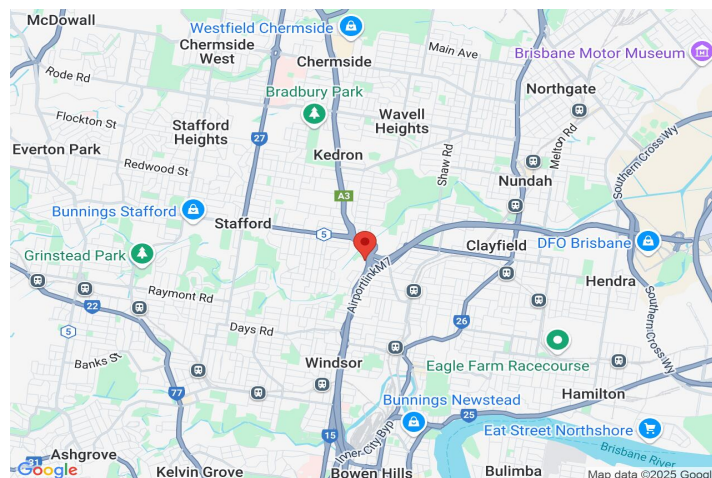 McDowall
Westfield Chermside
Chermside
West
Chermside
Main Ave
Brisbane Motor Museum
Rode Rd
Bradbury Park
Northgate
Flockton St
Stafford
Heights
27
Wavell
Heights
Melton Rd
Southern Cross Wy
Everton Park
Redwood St
Kedron
Shaw Rd
Nundah
A3
Bunnings Stafford
Stafford
5
Clayfield
DFO Brisbane
Grinstead Park
AirportlinkM7
Hendra
22
Raymont Rd
26
Southern Cross Wy
5
Days Rd
Banks St
Windsor
Eagle Farm Racecourse
77
Bunnings Newstead
Hamilton
15
Inner City Byp
25
Eat Street Northshore
Ashgrove
31
Kelvin Grove
Bowen Hills
Bulimba
Brisbane River
Google
Map data ©2025 Googl